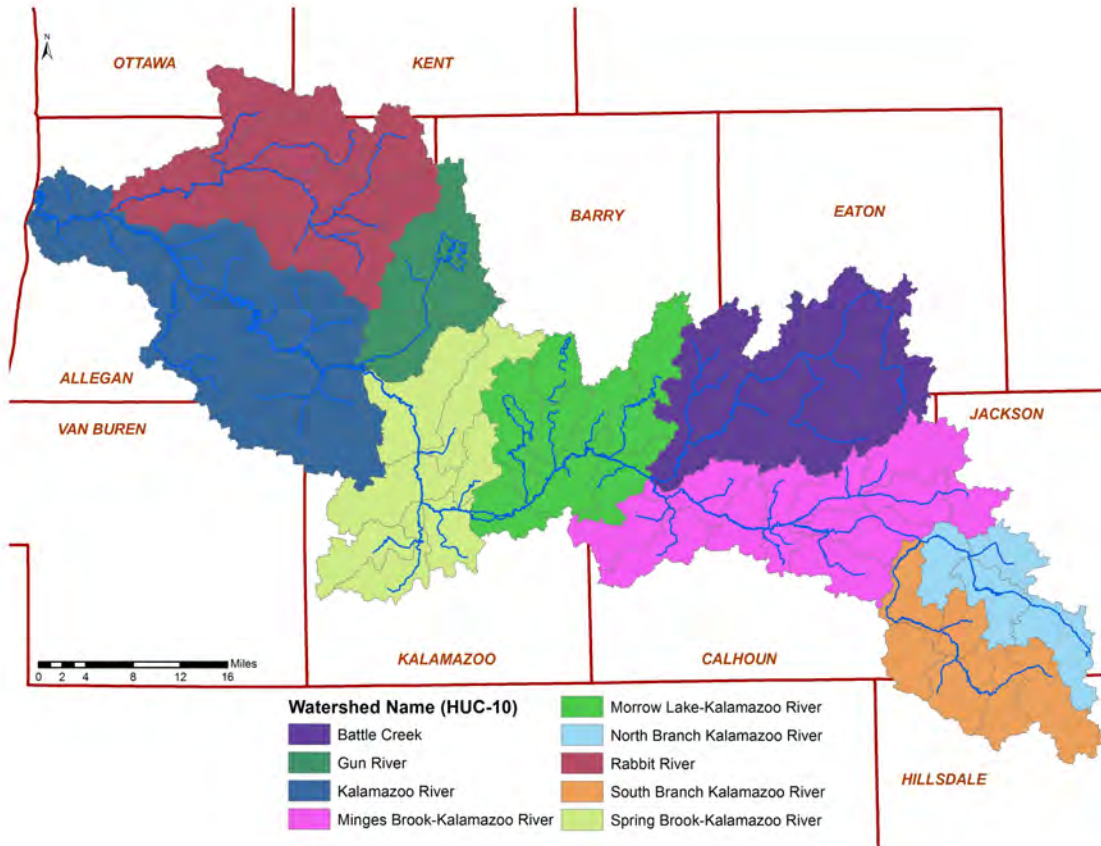 N
OTTAWA
KENT
BARRY
EATON
ALLEGAN
VAN BUREN
JACKSON
KALAMAZOO
CALHOUN
HILLSDALE
Miles
0 2 4 8 12 16
Watershed Name (HUC-10)
Battle Creek
Gun River
Kalamazoo River
Minges Brook-Kalamazoo River
Morrow Lake-Kalamazoo River
North Branch Kalamazoo River
Rabbit River
South Branch Kalamazoo River
Spring Brook-Kalamazoo River